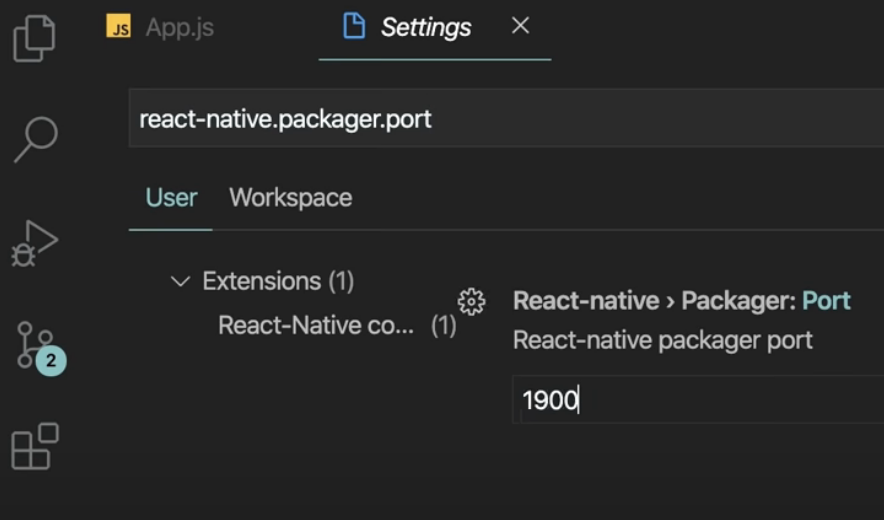 JS App.js Settings
react-native.packager.port
User Workspace
Extensions (1)
React-Native co... (1)
React-native › Packager: Port
React-native packager port
1900
2